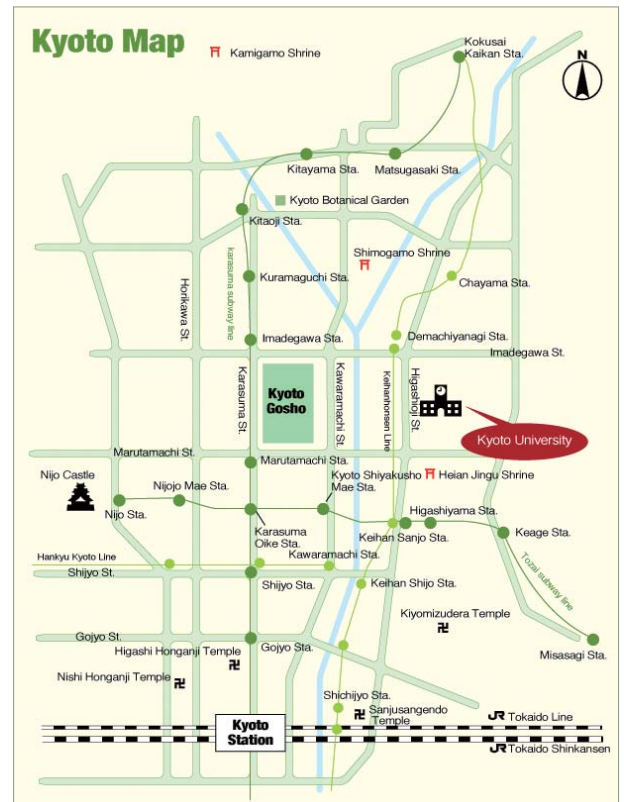 Kyoto Map
Kamigamo Shrine
Kokusai
Kaikan Sta.
N
Kitayama Sta.
Matsugasaki Sta.
Kyoto Botanical Garden
Kitaoji Sta.
Shimogamo Shrine
karasuma subway line
Kuramaguchi Sta.
Chayama Sta.
Horikawa St.
Imadegawa Sta.
Demachiyanagi Sta.
Imadegawa St.
Karasuma St.
Kyoto
Gosho
Kawaramachi St.
Keihanhonsen Line
Higashioji St.
Kyoto University
Marutamachi St.
Marutamachi Sta.
Nijo Castle
Nijojo Mae Sta.
Kyoto Shiyakusho
Mae Sta.
Heian Jingu Shrine
Nijo Sta.
Higashiyama Sta.
Karasuma
Oike Sta.
Keihan Sanjo Sta.
Keage Sta.
Hankyu Kyoto Line
Kawaramachi Sta.
Shijyo St.
Shijyo Sta.
Keihan Shijo Sta.
Tozai subway line
Kiyomizudera Temple
Gojyo St.
Gojyo Sta.
Higashi Honganji Temple
Misasagi Sta.
Nishi Honganji Temple
Shichijyo Sta.
Sanjusangendo
Temple
Kyoto
Station
JR Tokaido Line
JR Tokaido Shinkansen